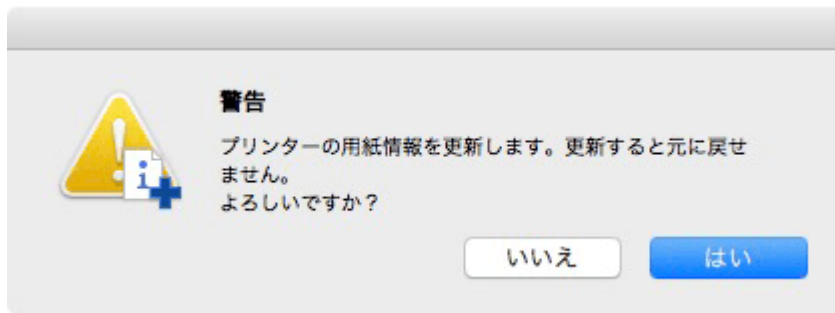 警告
プリンターの用紙情報を更新します。更新すると元に戻せ
ません。
よろしいですか？
いいえ
はい